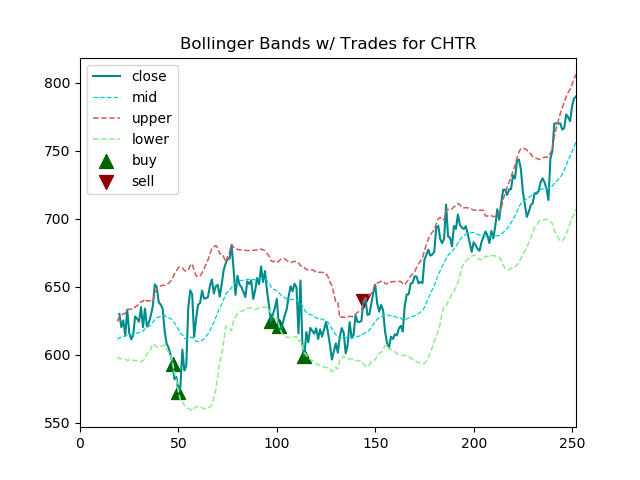 Bollinger Bands w/ Trades for CHTR
close
mid
upper
lower
buy
sell
800
750
700
650
600
550
0 50 100 150 200 250